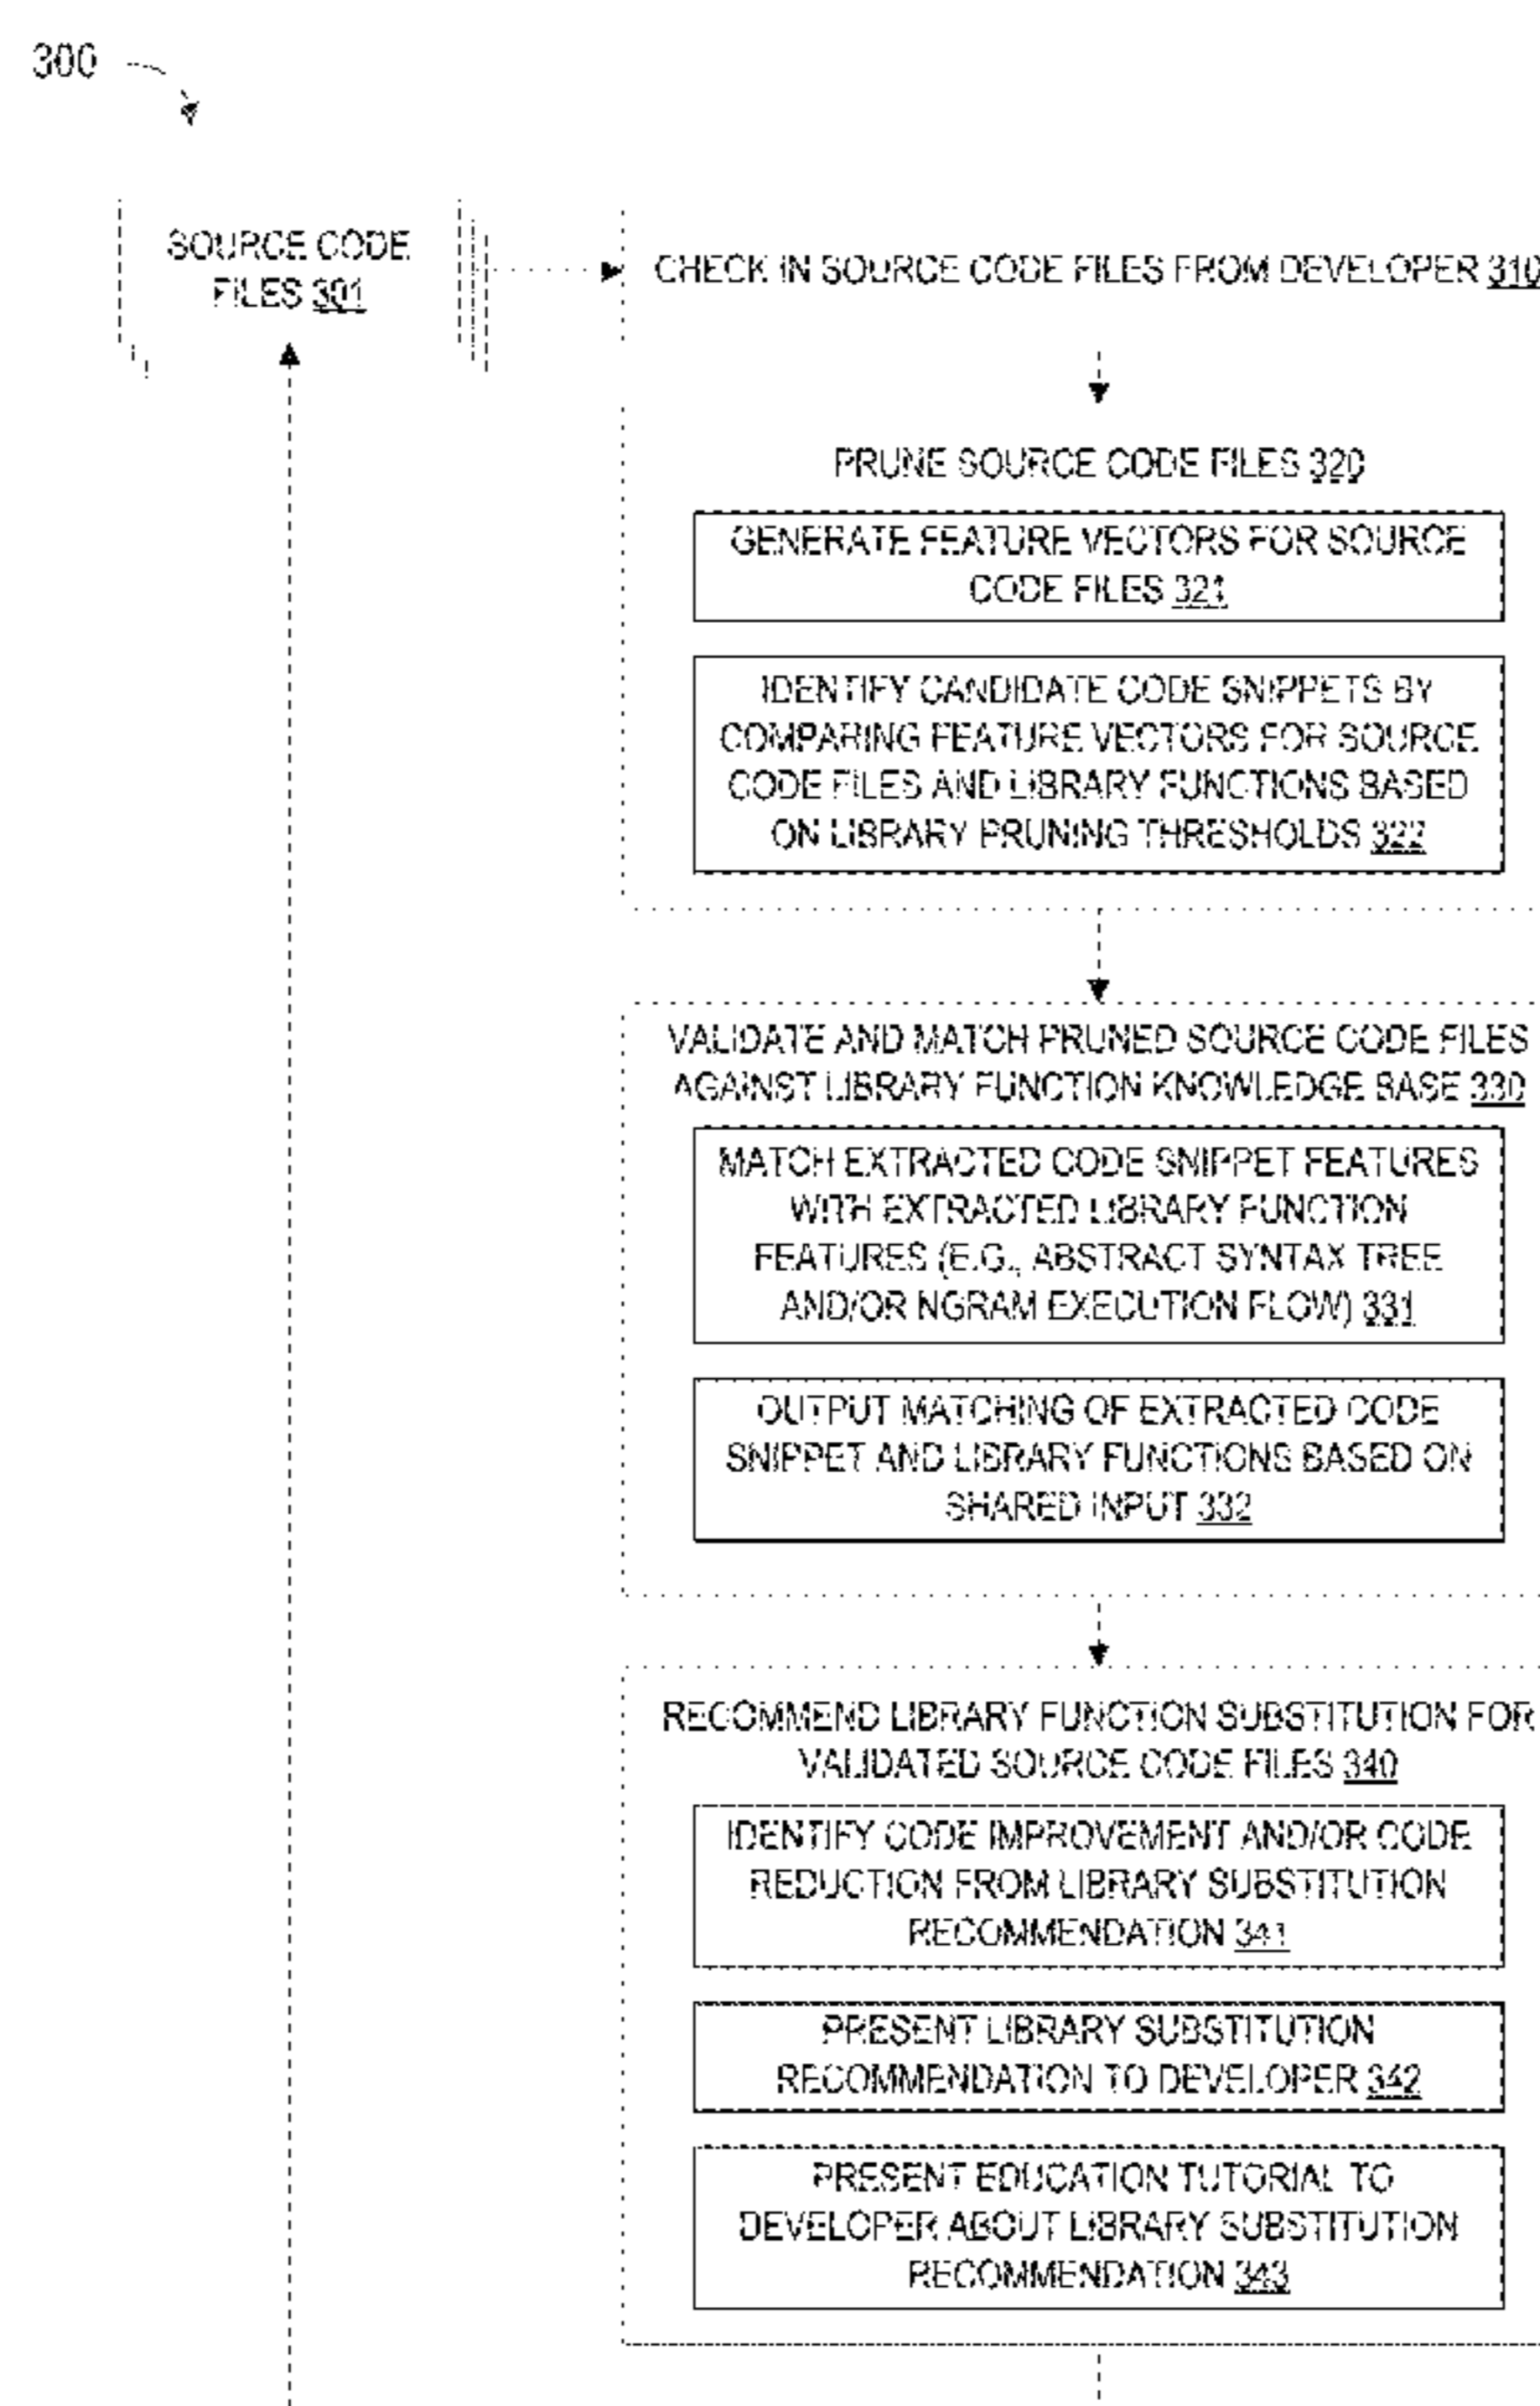 300
SOURCE CODE
FILES 301
CHECK IN SOURCE CODE FILES FROM DEVELOPER 310
PRUNE SOURCE CODE FILES 320
GENERATE FEATURE VECTORS FOR SOURCE
CODE FILES 321
IDENTIFY CANDIDATE CODE SNIPPETS BY
COMPARING FEATURE VECTORS FOR SOURCE
CODE FILES AND LIBRARY FUNCTIONS BASED
ON LIBRARY PRUNING THRESHOLDS 322
VALIDATE AND MATCH PRUNED SOURCE CODE FILES
AGAINST LIBRARY FUNCTION KNOWLEDGE BASE 330
MATCH EXTRACTED CODE SNIPPET FEATURES
WITH EXTRACTED LIBRARY FUNCTION
FEATURES (E.G., ABSTRACT SYNTAX TREE
AND/OR NGRAM EXECUTION FLOW) 331
OUTPUT MATCHING OF EXTRACTED CODE
SNIPPET AND LIBRARY FUNCTIONS BASED ON
SHARED INPUT 332
RECOMMEND LIBRARY FUNCTION SUBSTITUTION FOR
VALIDATED SOURCE CODE FILES 340
IDENTIFY CODE IMPROVEMENT AND/OR CODE
REDUCTION FROM LIBRARY SUBSTITUTION
RECOMMENDATION 341
PRESENT LIBRARY SUBSTITUTION
RECOMMENDATION TO DEVELOPER 342
PRESENT EDUCATION TUTORIAL TO
DEVELOPER ABOUT LIBRARY SUBSTITUTION
RECOMMENDATION 343